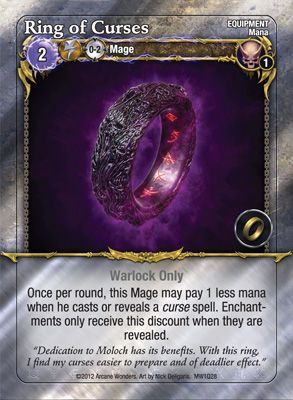 Ring of Curses
EQUIPMENT
Mana
2
0-2 Mage
1
Warlock Only
Once per round, this Mage may pay 1 less mana
when he casts or reveals a curse spell. Enchant-
ments only receive this discount when they are
revealed.
“Dedication to Moloch has its benefits. With this ring,
I find my curses easier to prepare and of deadlier effect.”
©2012 Arcane Wonders. Art by Nick Deligaris. MW1Q28